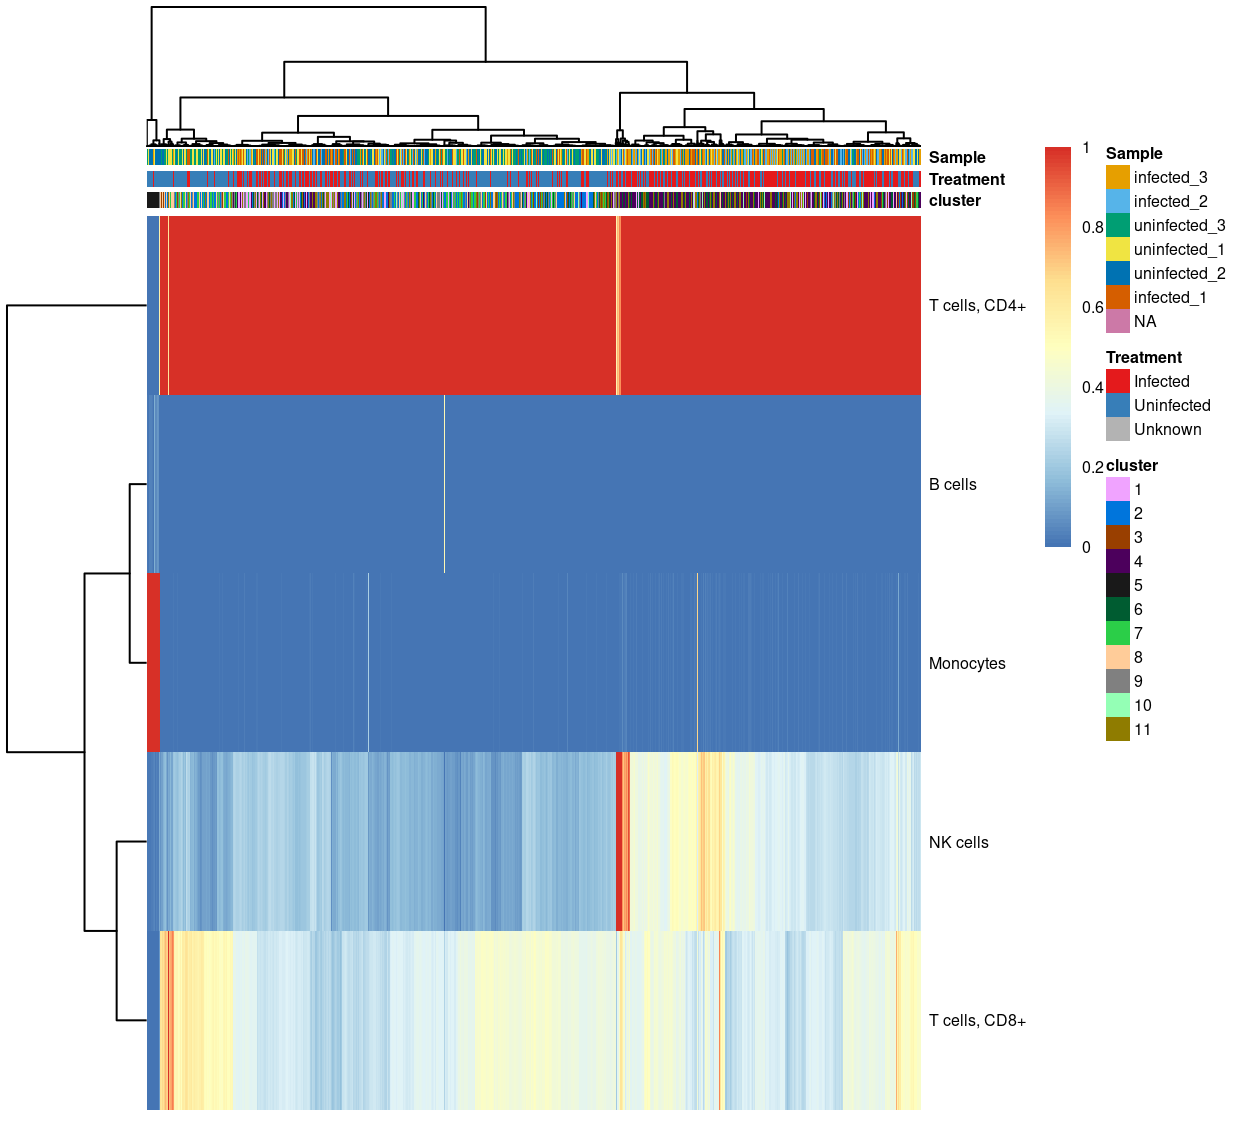 Sample
Treatment
cluster
T cells, CD4+
B cells
Monocytes
NK cells
T cells, CD8+
1
0.8
0.6
0.4
0.2
0
Sample
infected_3
infected_2
uninfected_3
uninfected_1
uninfected_2
infected_1
NA
Treatment
Infected
Uninfected
Unknown
cluster
1
2
3
4
5
6
7
8
9
10
11